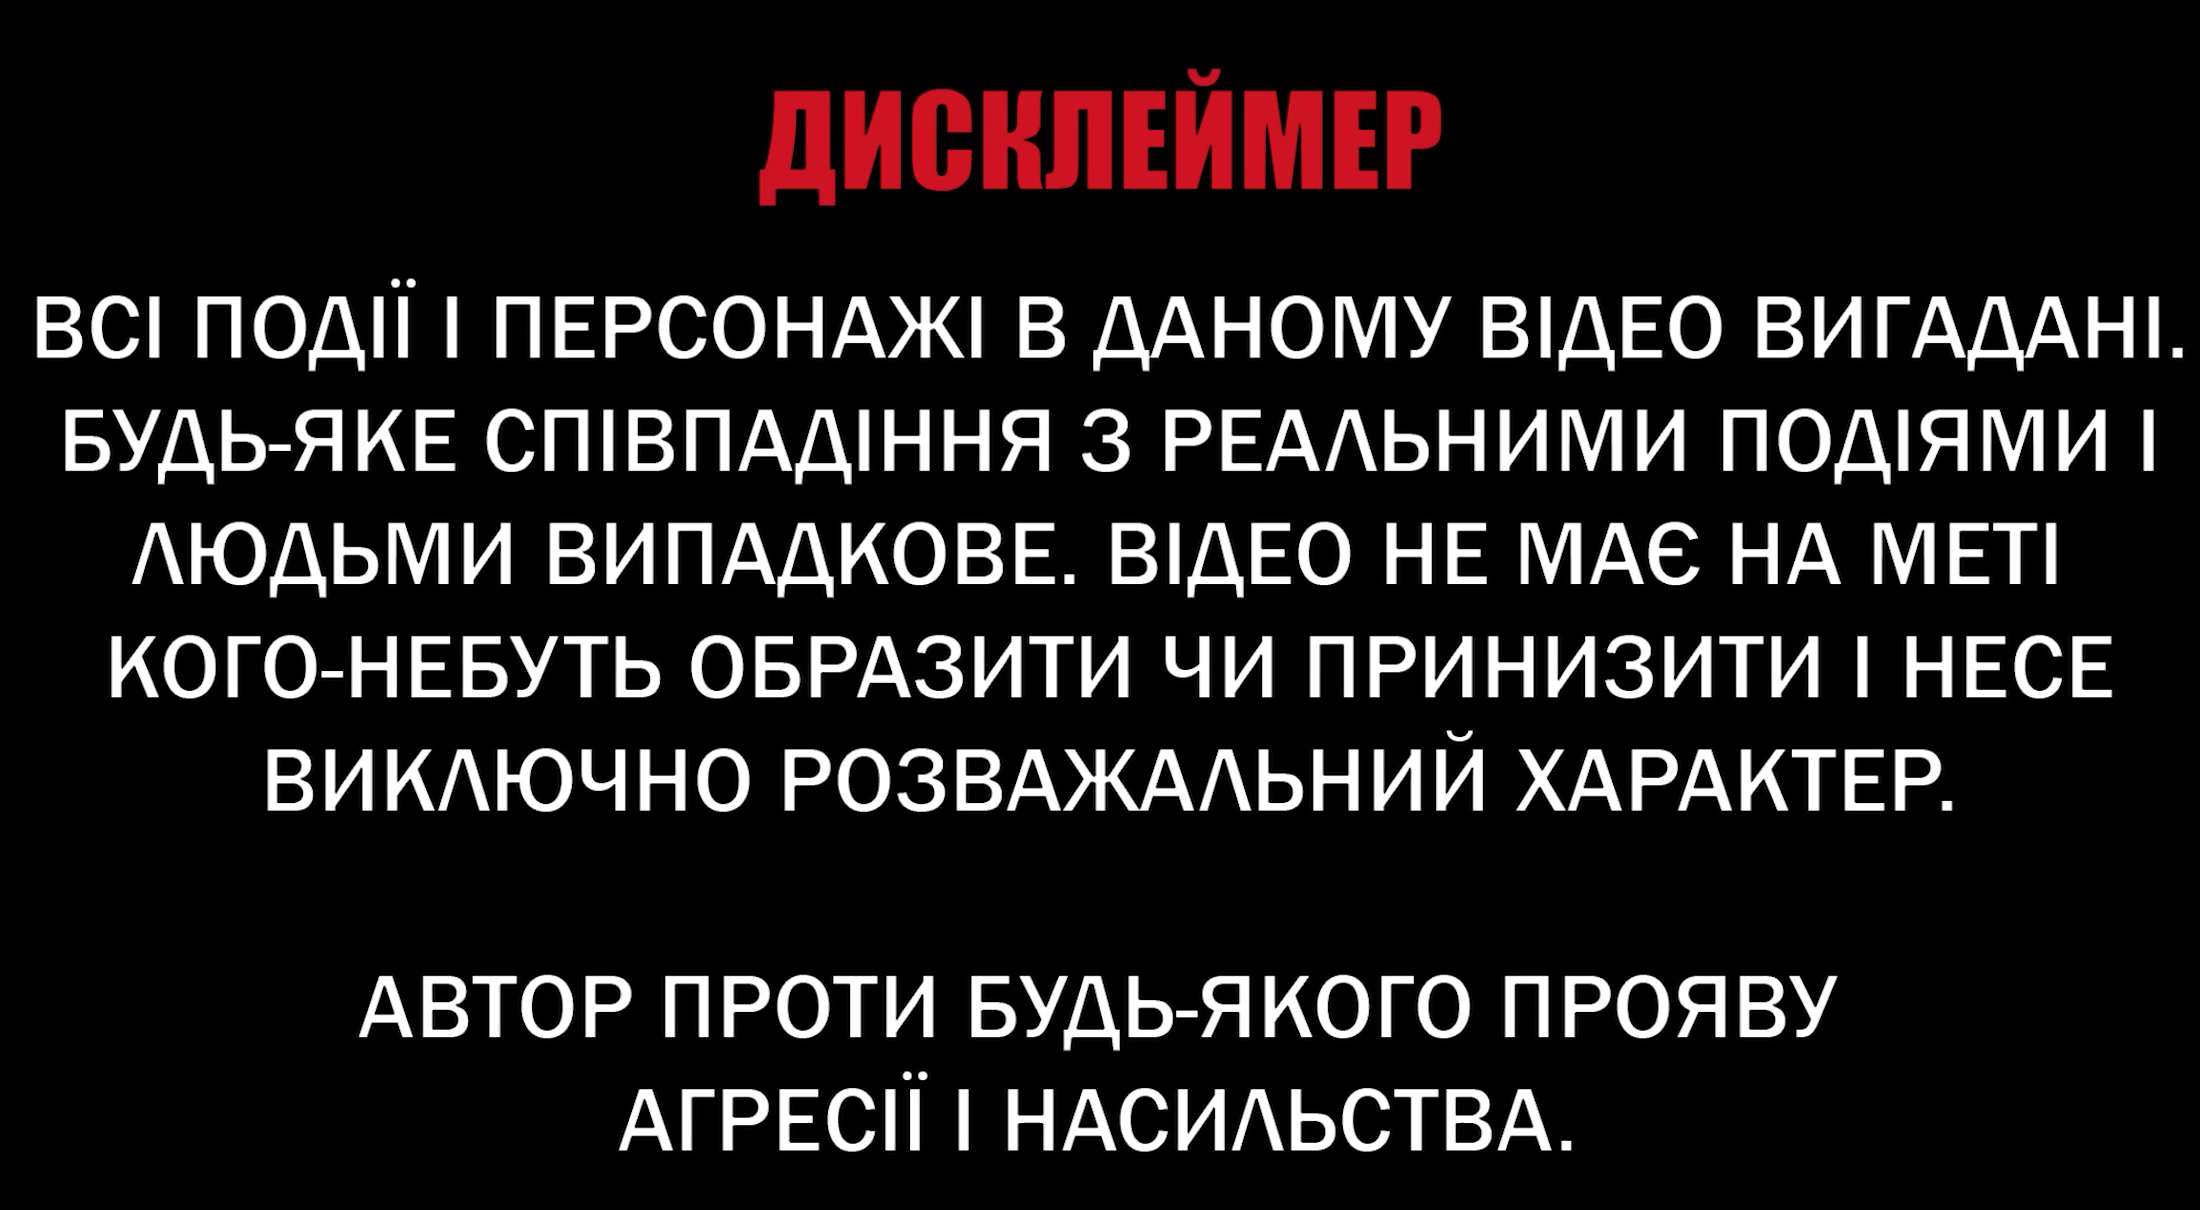 ДИСКЛЕЙМЕР
ВСІ ПОДІЇ І ПЕРСОНАЖІ В ДАНОМУ ВІДЕО ВИГАДАНІ.
БУДЬ-ЯКЕ СПІВПАДІННЯ З РЕАЛЬНИМИ ПОДІЯМИ І
ЛЮДЬМИ ВИПАДКОВЕ. ВІДЕО НЕ МАЄ НА МЕТІ
КОГО-НЕБУТЬ ОБРАЗИТИ ЧИ ПРИНИЗИТИ І НЕСЕ
ВИКЛЮЧНО РОЗВАЖАЛЬНИЙ ХАРАКТЕР.
АВТОР ПРОТИ БУДЬ-ЯКОГО ПРОЯВУ
АГРЕСІЇ І НАСИЛЬСТВА.